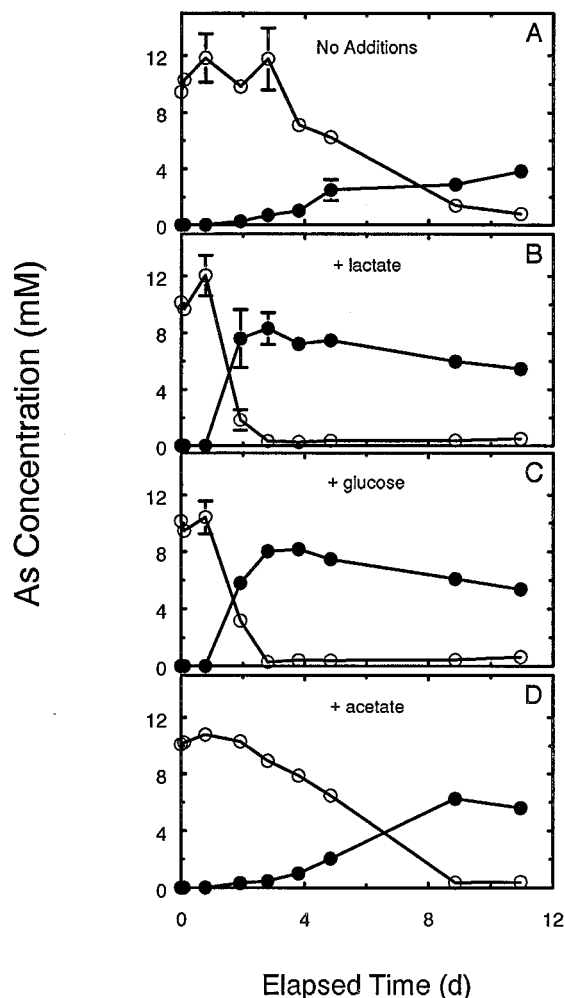 A
No Additions
12
8
4
0
B
+ lactate
12
8
4
0
C
+ glucose
12
8
4
0
D
+ acetate
12
8
4
0
0 4 8 12
As Concentration (mM)
Elapsed Time (d)